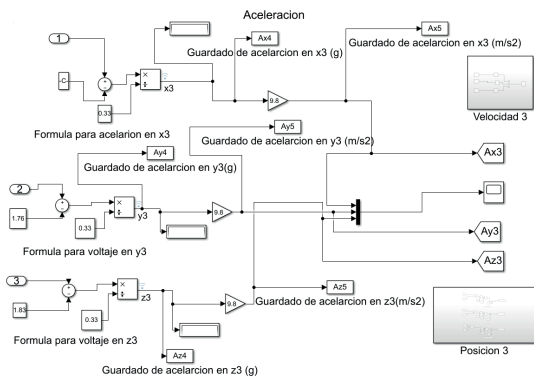 Aceleracion
1
Ax4
Ax5
Guardado de acelarcion en x3 (g)
Guardado de acelarcion en x3 (m/s2)
-C-
x3
0.33
9.8
Formula para acelarion en x3
Velocidad 3
Ay5
Guardado de acelarcion en y3 (m/s2)
Ay4
Guardado de acelarcion en y3(g)
Ax3
2
1.76
0.33
y3
9.8
Ay3
Formula para voltaje en y3
Az3
3
1.83
0.33
z3
9.8
Az5
Guardado de acelarcion en z3(m/s2)
Formula para voltaje en z3
Az4
Guardado de acelarcion en z3 (g)
Posicion 3